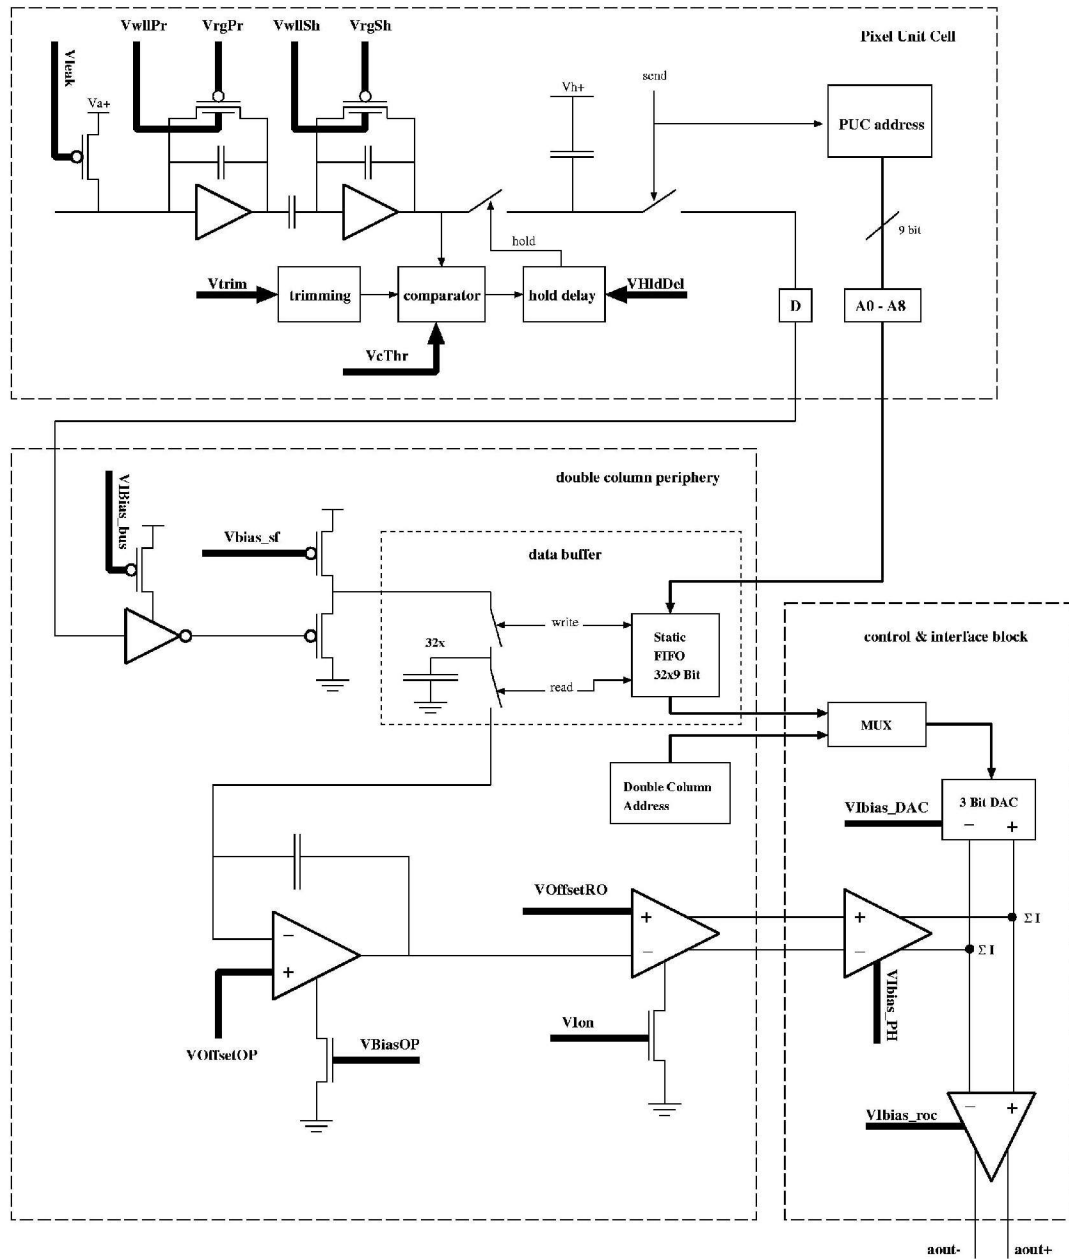 VwllPr
VrgPr
VwllSh
VrgSh
Pixel Unit Cell
VIeak
send
Va+
Vh+
PUC address
9 bit
hold
Vtrim
trimming
comparator
hold delay
VHldDel
D
A0 - A8
VcThr
double column periphery
VIBias_bus
Vbias_sf
data buffer
write
32x
Static
FIFO
32x9 Bit
read
control & interface block
MUX
Double Column
Address
VIbias_DAC
3 Bit DAC
− +
VOffsetRO
+
−
+
−
Σ I
Σ I
−
+
VIbias_PH
VIon
VOffsetOP
VBiasOP
− +
VIbias_roc
aout-
aout+